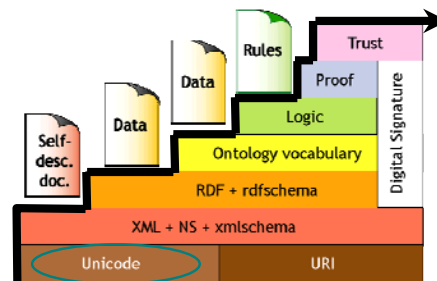 Trust
Rules
Proof
Data
Logic
Digital Signature
Data
Ontology vocabulary
Self-
desc.
doc.
RDF + rdfschema
XML + NS + xmlschema
Unicode
URI